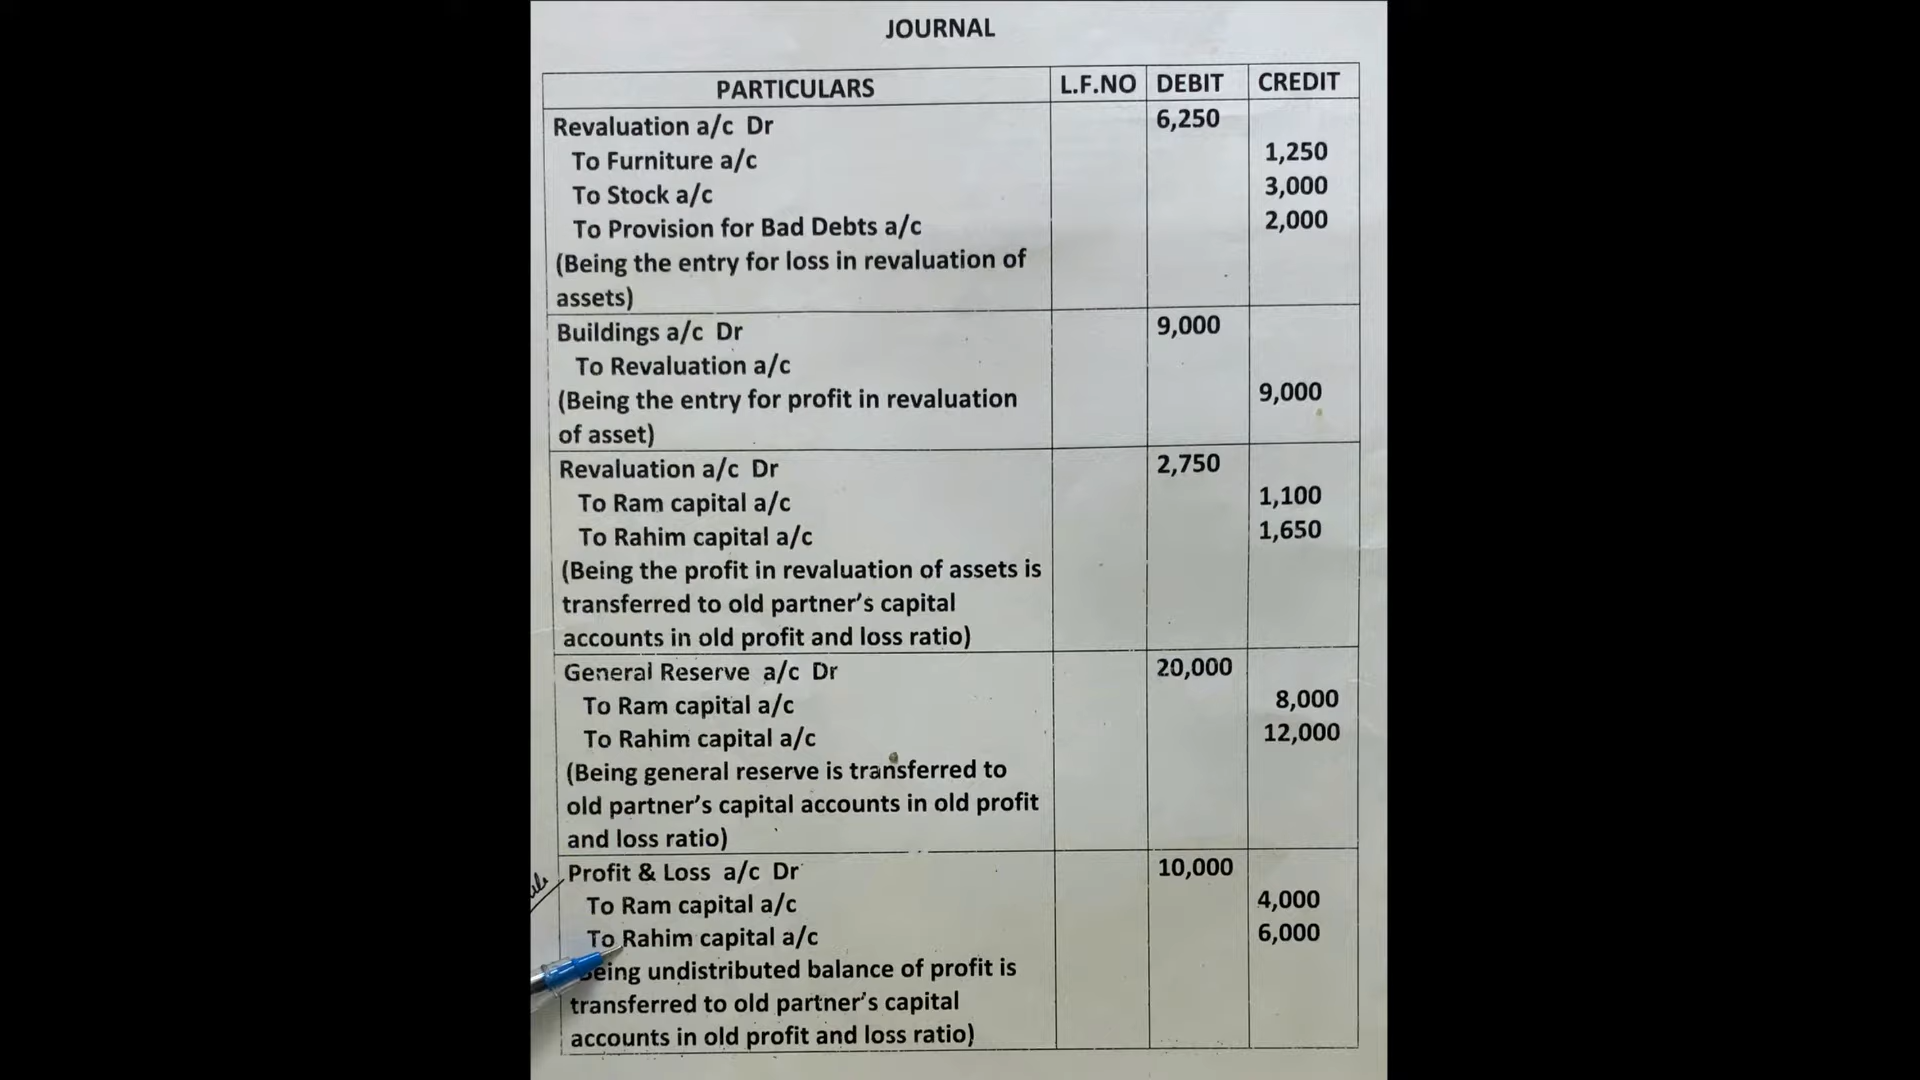 JOURNAL
PARTICULARS L.F.NO DEBIT CREDIT
Revaluation a/c Dr 6,250
To Furniture a/c 1,250
To Stock a/c 3,000
To Provision for Bad Debts a/c 2,000
(Being the entry for loss in revaluation of
assets)
Buildings a/c Dr 9,000
To Revaluation a/c
(Being the entry for profit in revaluation 9,000
of asset)
Revaluation a/c Dr 2,750
To Ram capital a/c 1,100
To Rahim capital a/c 1,650
(Being the profit in revaluation of assets is
transferred to old partner's capital
accounts in old profit and loss ratio)
General Reserve a/c Dr 20,000
To Ram capital a/c 8,000
To Rahim capital a/c 12,000
(Being general reserve is transferred to
old partner's capital accounts in old profit
and loss ratio)
Profit & Loss a/c Dr 10,000
To Ram capital a/c 4,000
To Rahim capital a/c 6,000
Being undistributed balance of profit is
transferred to old partner's capital
accounts in old profit and loss ratio)